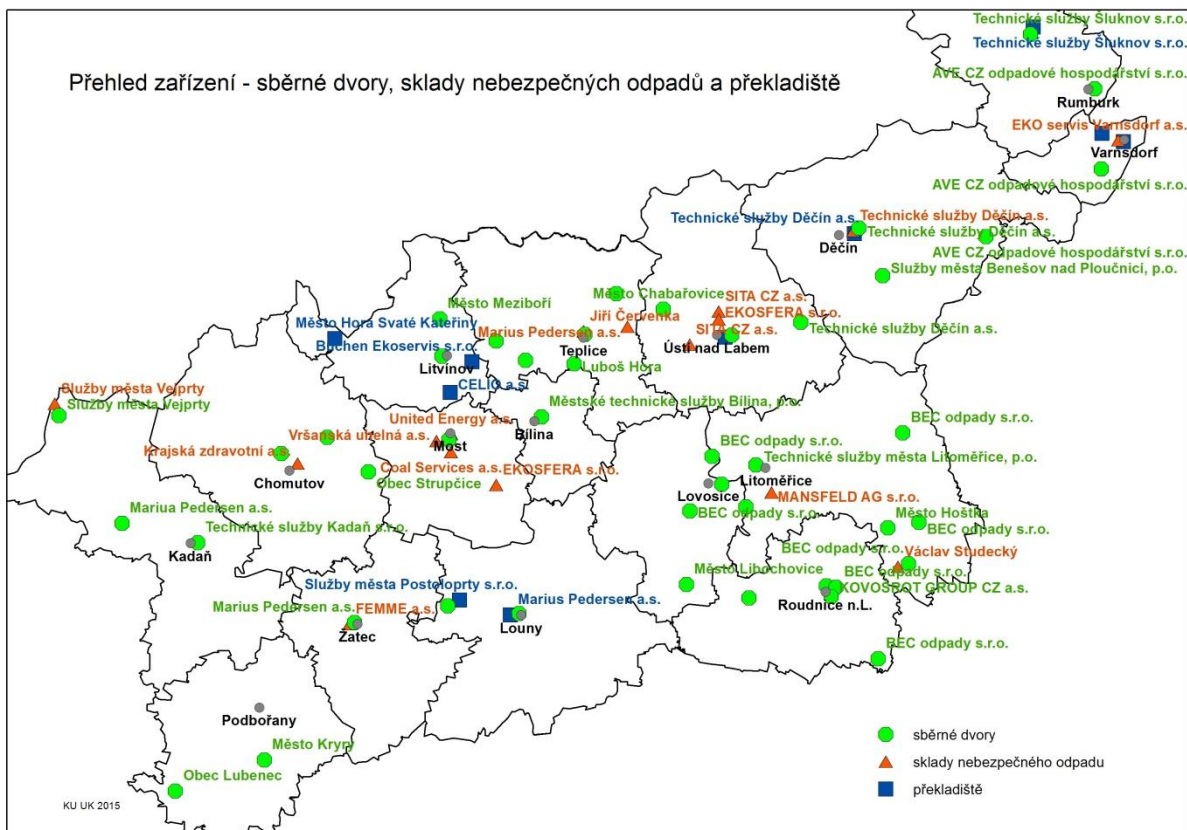 Technické služby Šluknov s.r.o.
Technické služby Šluknov s.r.o.
Přehled zařízení - sběrné dvory, sklady nebezpečných odpadů a překladiště
AVE CZ odpadové hospodářství s.r.o.
Rumburk
EKO servis Varnsdorf a.s.
Varnsdorf
AVE CZ odpadové hospodářství s.r.o.
Technické služby Děčín a.s.
Technické služby Děčín a.s.
Technické služby Děčín a.s.
Děčín
AVE CZ odpadové hospodářství s.r.o.
Služby města Benešov nad Ploučnicí, p.o.
Město Chabařovice
SITA CZ a.s.
Město Meziboří
EKOSFERA s.r.o.
Jiří Červenka
Město Hora Svaté Kateřiny
Marius Pedersen a.s.
SITA CZ a.s.
Technické služby Děčín a.s.
Buchen Ekoservis s.r.o.
Teplice
Ústí nad Labem
Litvínov
Luboš Hora
CELIO a.s.
Služby města Vejprty
Služby města Vejprty
Městské technické služby Bílina, p.o.
United Energy a.s.
BEC odpady s.r.o.
Vršanská uhelná a.s.
Most
Bílina
BEC odpady s.r.o.
Krajská zdravotní a.s.
Technické služby města Litoměřice, p.o.
Coal Services a.s.
EKOSFERA s.r.o.
Chomutov
Litoměřice
Obec Strupčice
Lovosice
MANSFELD AG s.r.o.
Mariua Pedersen a.s.
BEC odpady s.r.o.
Město Hoštka
Technické služby Kadaň s.r.o.
BEC odpady s.r.o.
Kadaň
BEC odpady s.r.o.
Václav Studecký
Město Libochovice
BEC odpady s.r.o.
Služby města Postoloprty s.r.o.
KOVOŠROT GROUP CZ a.s.
Marius Pedersen a.s.
FEMME a.s.
Marius Pedersen a.s.
Roudnice n.L.
Louny
Žatec
BEC odpady s.r.o.
Podbořany
sběrné dvory
Město Kryry
sklady nebezpečného odpadu
Obec Lubenec
překladiště
KU UK 2015